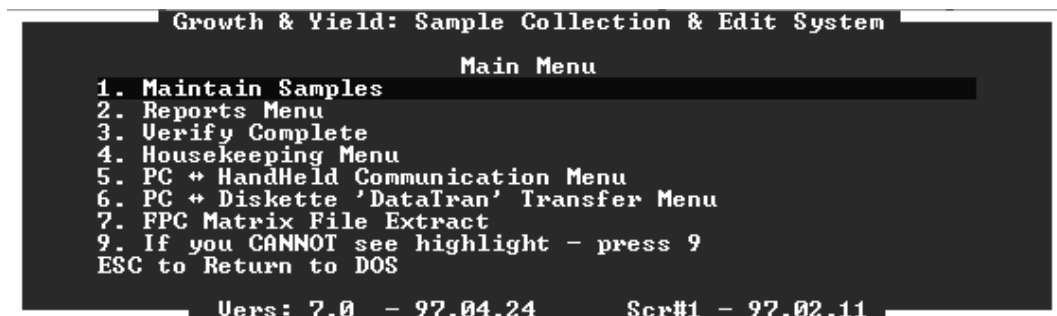 Growth & Yield: Sample Collection & Edit System
Main Menu
1. Maintain Samples
2. Reports Menu
3. Verify Complete
4. Housekeeping Menu
5. PC ↔ HandHeld Communication Menu
6. PC ↔ Diskette 'DataTran' Transfer Menu
7. FPC Matrix File Extract
9. If you CANNOT see highlight - press 9
ESC to Return to DOS
Vers: 7.0 - 97.04.24 Scr#1 - 97.02.11